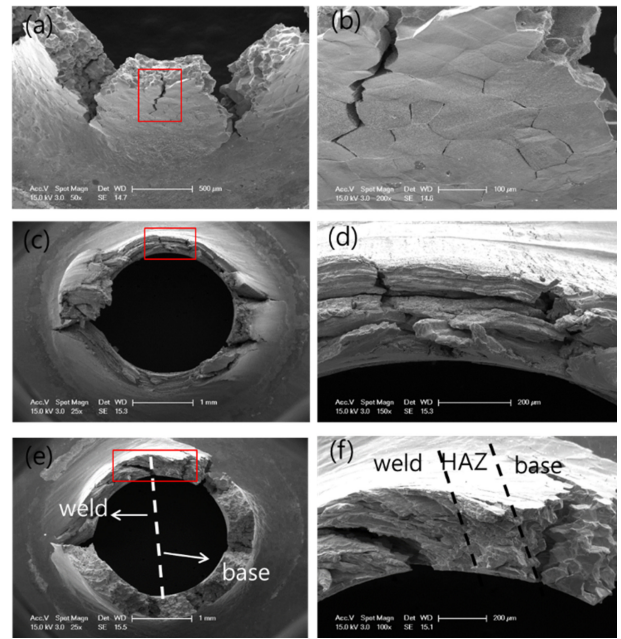 (a)
Acc.V Spot Magn Det WD
15.0 kV 3.0 50x SE 14.7
500 μm
(b)
Acc.V Spot Magn Det WD
15.0 kV 3.0 200x SE 14.8
100 μm
(c)
Acc.V Spot Magn Det WD
15.0 kV 3.0 25x SE 15.3
1 mm
(d)
Acc.V Spot Magn Det WD
15.0 kV 3.0 150x SE 15.3
200 μm
(e)
weld
base
Acc.V Spot Magn Det WD
15.0 kV 3.0 25x SE 15.5
1 mm
(f)
weld HAZ base
Acc.V Spot Magn Det WD
15.0 kV 3.0 100x SE 15.1
200 μm